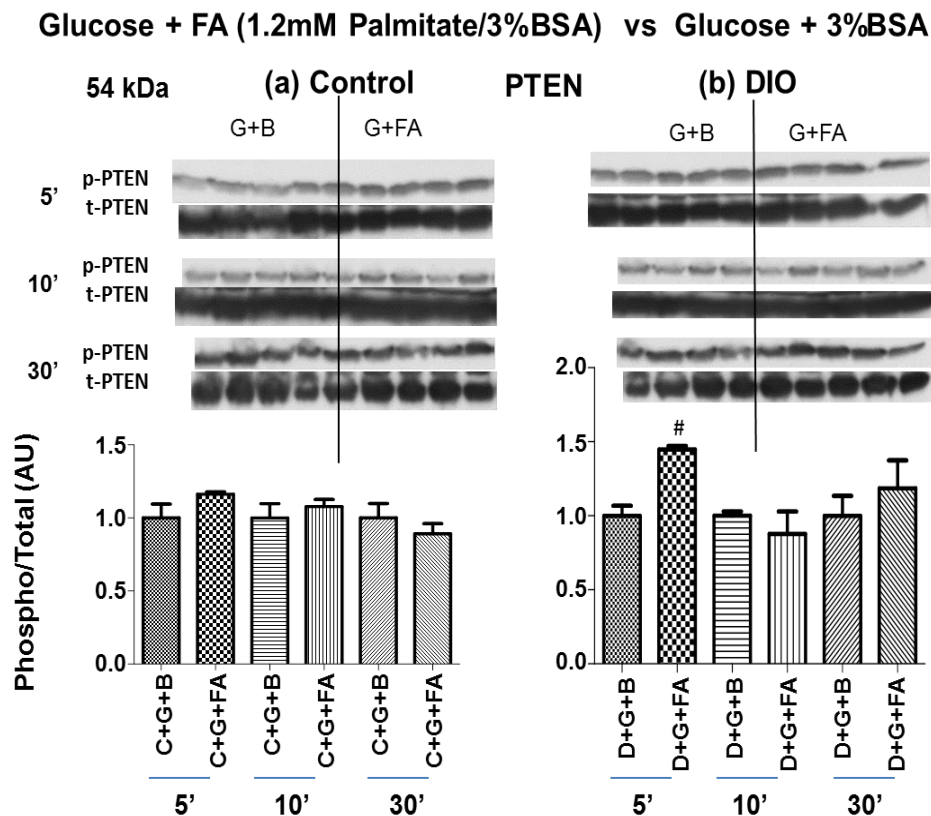 Glucose + FA (1.2mM Palmitate/3%BSA) vs Glucose + 3%BSA
54 kDa (a) Control PTEN (b) DIO
G+B G+FA G+B G+FA
5' p-PTEN
t-PTEN
10' p-PTEN
t-PTEN
30' p-PTEN
t-PTEN
Phospho/Total (AU)
1.5
1.0
0.5
0.0
C+G+B C+G+FA C+G+B C+G+FA C+G+B C+G+FA
5' 10' 30'
2.0
1.5
1.0
0.5
0.0
#
D+G+B D+G+FA D+G+B D+G+FA D+G+B D+G+FA
5' 10' 30'